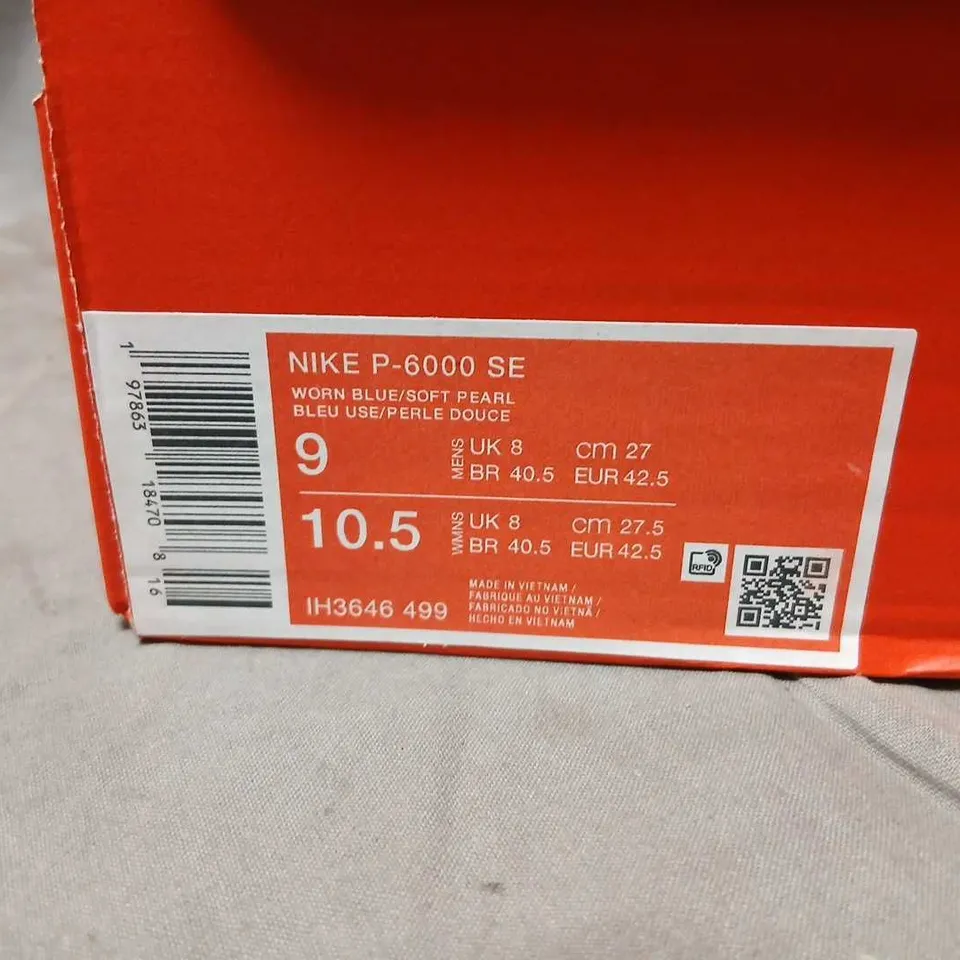 NIKE P-6000 SE
WORN BLUE/SOFT PEARL
BLEU USE/PERLE DOUCE
9 MENS UK 8 CM 27
BR 40.5 EUR 42.5
10.5 WMNS UK 8 CM 27.5
BR 40.5 EUR 42.5
RFID
IH3646 499
MADE IN VIETNAM /
FABRIQUE AU VIETNAM /
FABRICADO NO VIETNÃ /
HECHO EN VIETNAM
1 97863 18470 8 16